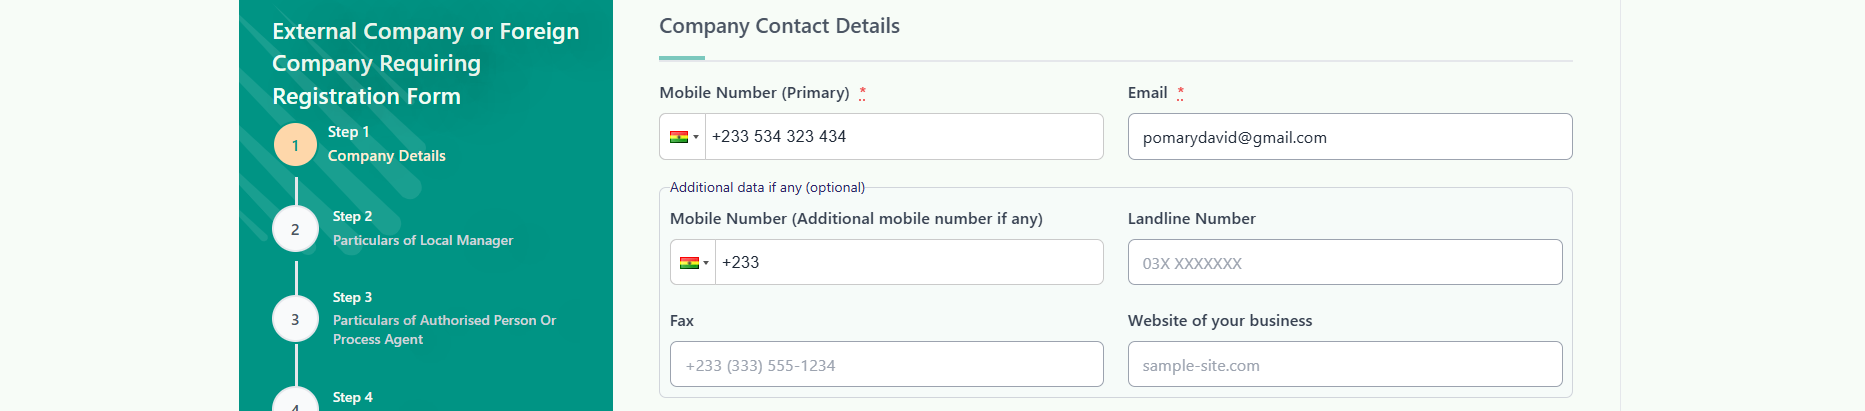 External Company or Foreign
Company Requiring
Registration Form
1
Step 1
Company Details
2
Step 2
Particulars of Local Manager
3
Step 3
Particulars of Authorised Person Or
Process Agent
4
Step 4
Company Contact Details
Mobile Number (Primary) *
+233 534 323 434
Email *
pomarydavid@gmail.com
Additional data if any (optional)
Mobile Number (Additional mobile number if any)
+233
Landline Number
03X XXXXXXX
Fax
+233 (333) 555-1234
Website of your business
sample-site.com